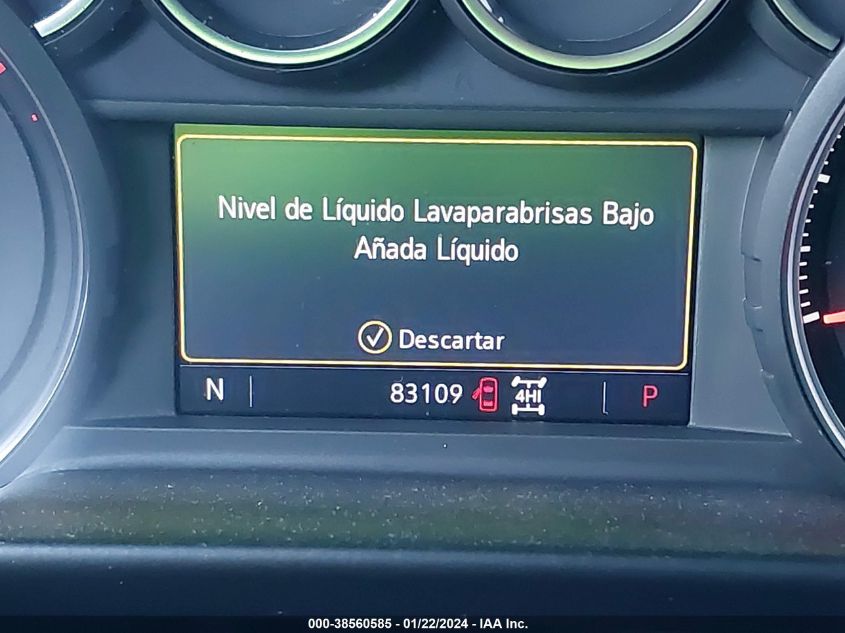 Nivel de Líquido Lavaparabrisas Bajo
Añada Líquido
Descartar
N 83109 4HI P
000-38560585 - 01/22/2024 - IAA Inc.